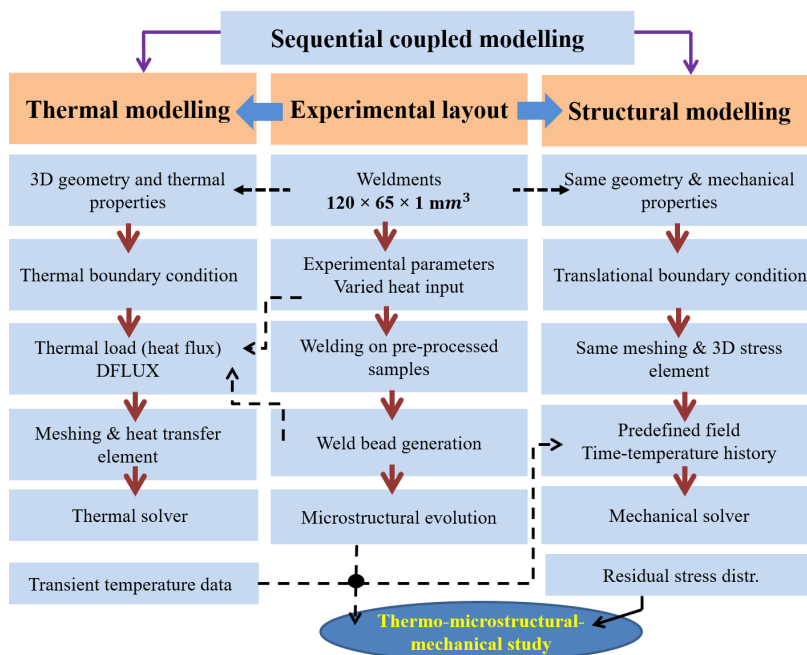 Sequential coupled modelling
Thermal modelling
Experimental layout
Structural modelling
3D geometry and thermal
properties
Thermal boundary condition
Thermal load (heat flux)
DFLUX
Meshing & heat transfer
element
Thermal solver
Transient temperature data
Weldments
120 × 65 × 1 mm³
Experimental parameters
Varied heat input
Welding on pre-processed
samples
Weld bead generation
Microstructural evolution
Same geometry & mechanical
properties
Translational boundary condition
Same meshing & 3D stress
element
Predefined field
Time-temperature history
Mechanical solver
Residual stress distr.
Thermo-microstructural-
mechanical study